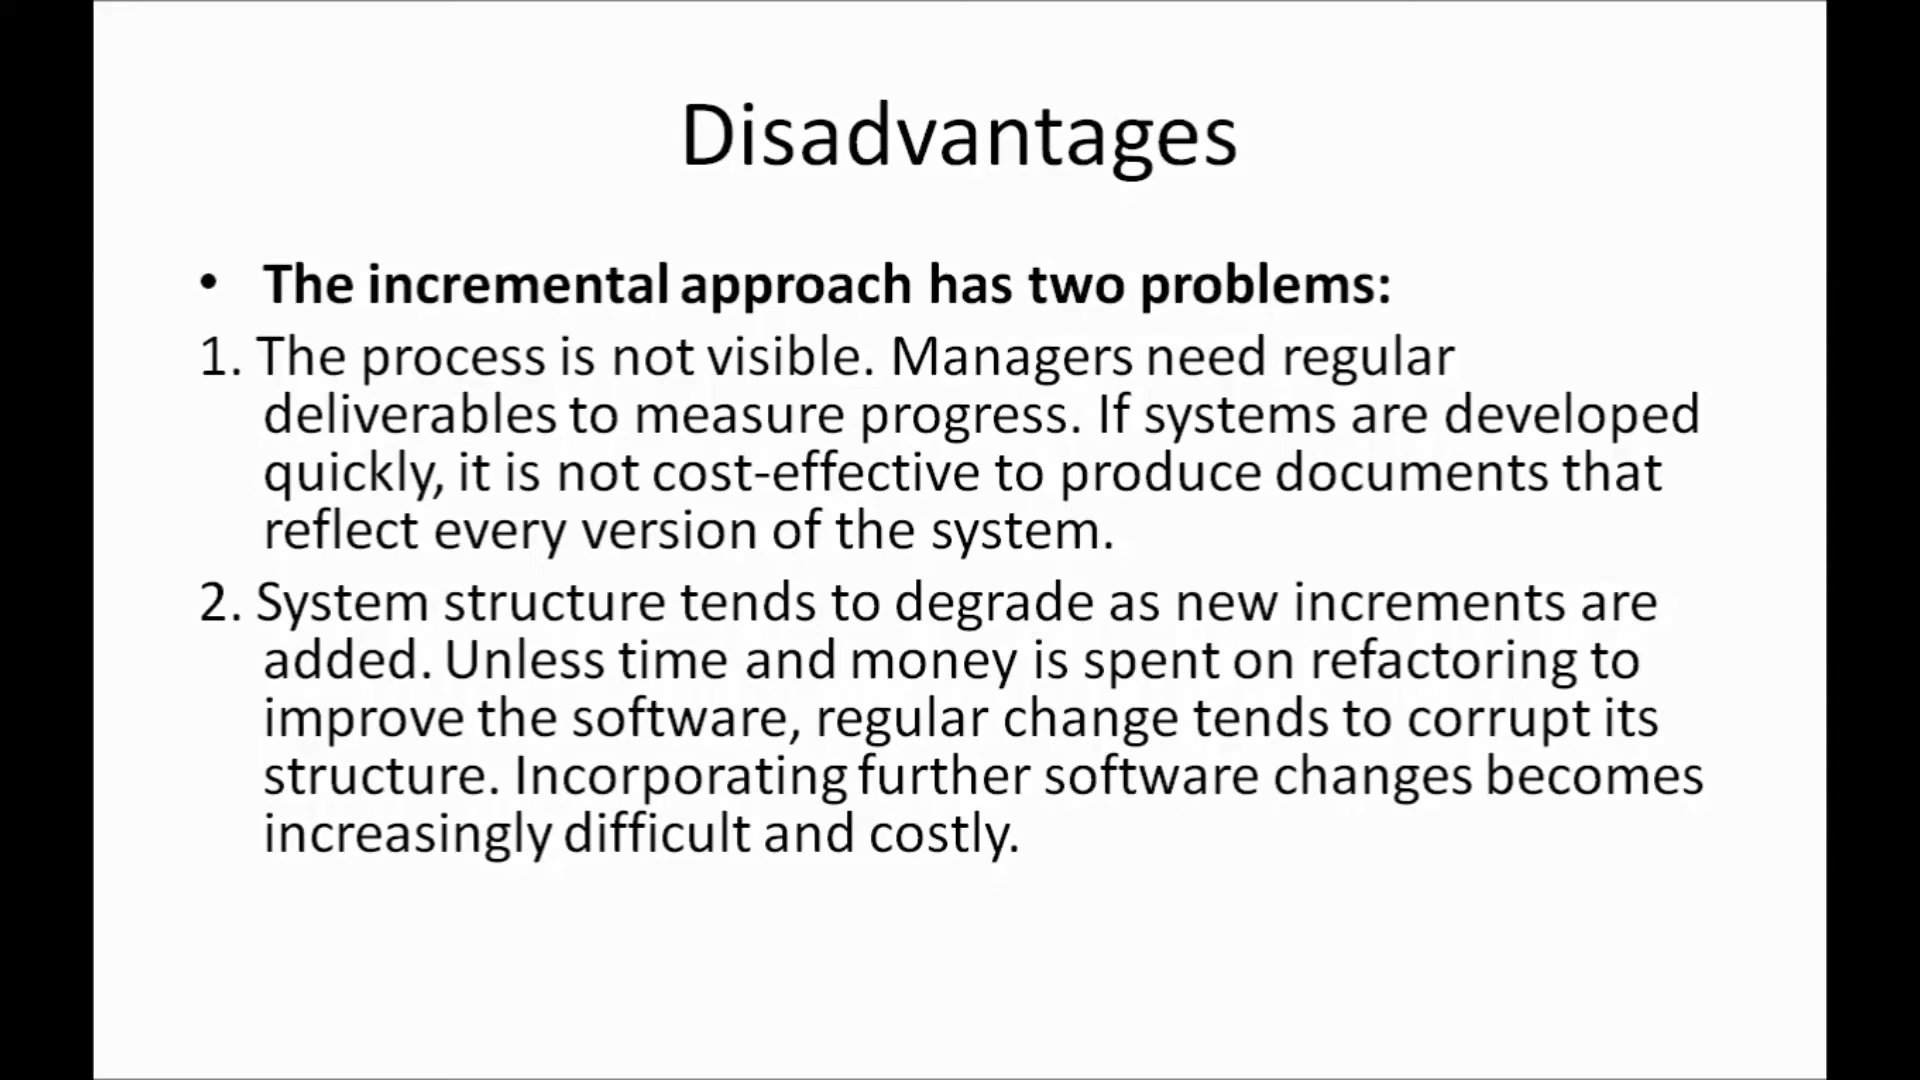 Disadvantages
• The incremental approach has two problems:
1. The process is not visible. Managers need regular
deliverables to measure progress. If systems are developed
quickly, it is not cost-effective to produce documents that
reflect every version of the system.
2. System structure tends to degrade as new increments are
added. Unless time and money is spent on refactoring to
improve the software, regular change tends to corrupt its
structure. Incorporating further software changes becomes
increasingly difficult and costly.